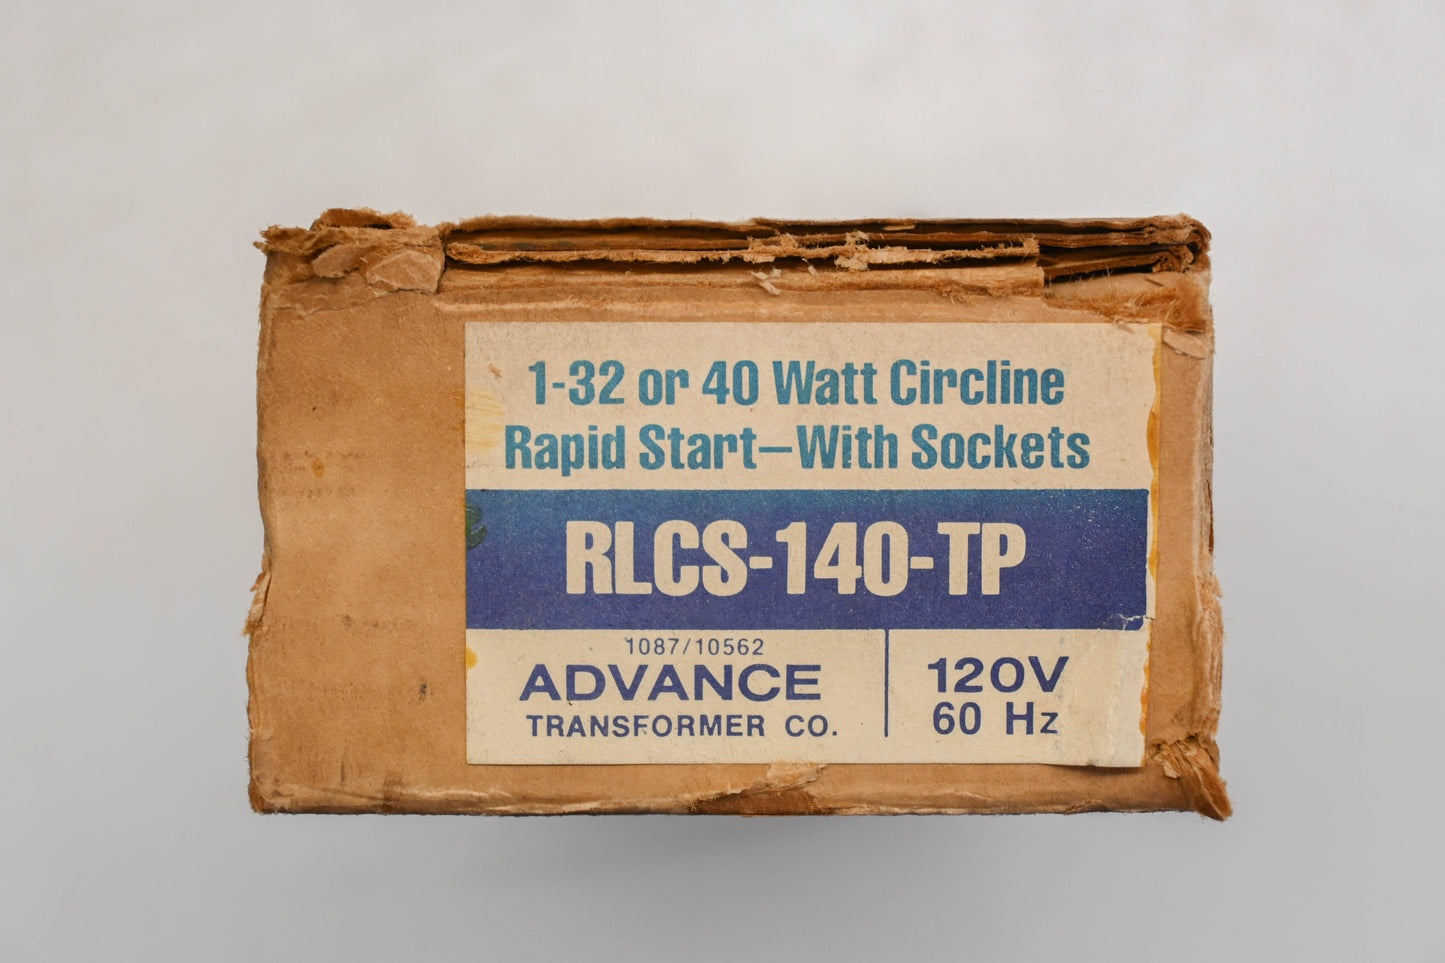 1-32 or 40 Watt Circline
Rapid Start—With Sockets
RLCS-140-TP
1087/10562
ADVANCE
TRANSFORMER CO.
120V
60 Hz